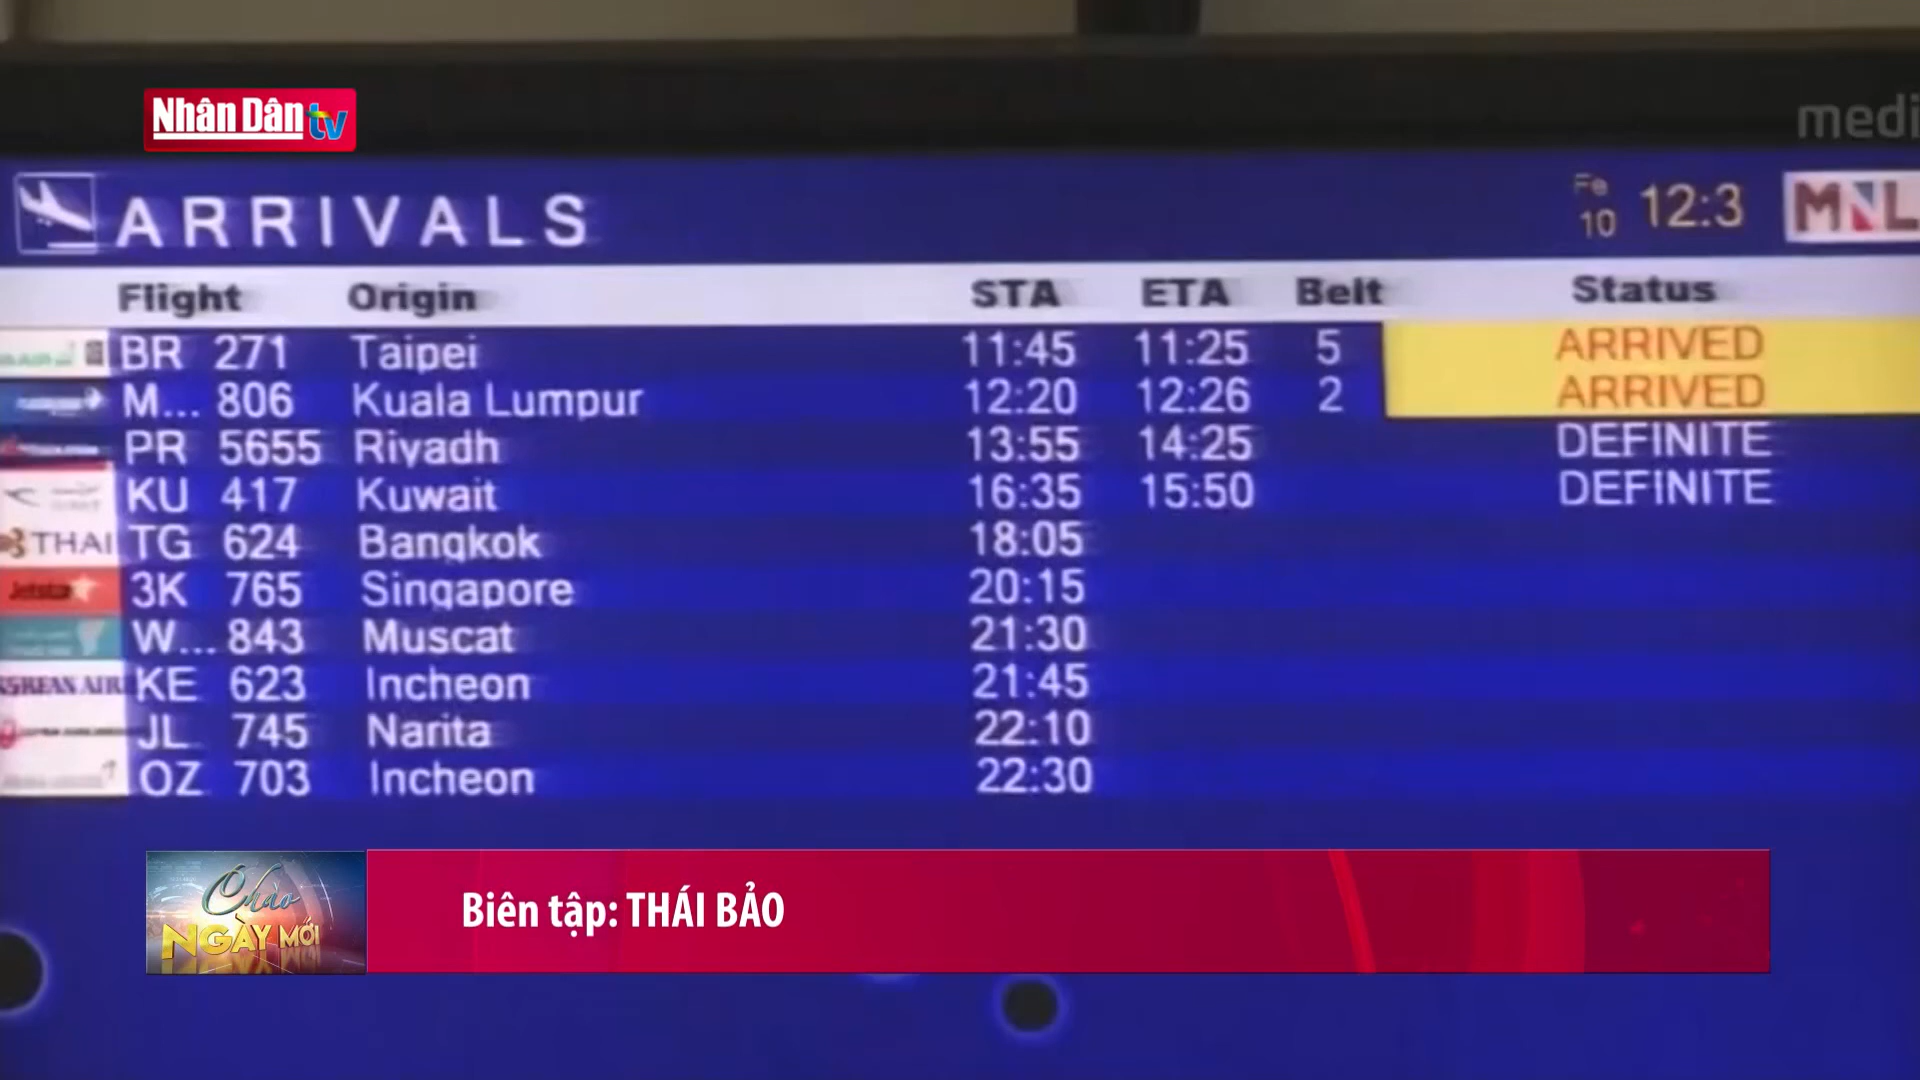 Nhân Dân tv
medi
ARRIVALS Fe 10 12:3 MNL
Flight Origin STA ETA Belt Status
BR 271 Taipei 11:45 11:25 5 ARRIVED
M... 806 Kuala Lumpur 12:20 12:26 2 ARRIVED
PR 5655 Riyadh 13:55 14:25 DEFINITE
KU 417 Kuwait 16:35 15:50 DEFINITE
THAI TG 624 Bangkok 18:05
Jetstar 3K 765 Singapore 20:15
W... 843 Muscat 21:30
KOREAN AIR KE 623 Incheon 21:45
JL 745 Narita 22:10
OZ 703 Incheon 22:30
Chào NGÀY MỚI
Biên tập: THÁI BẢO